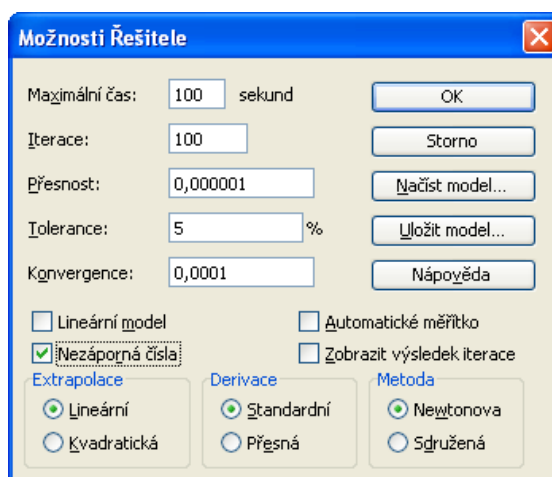 Možnosti Řešitele
Maximální čas: 100 sekund OK
Iterace: 100 Storno
Přesnost: 0,000001 Načíst model...
Tolerance: 5 % Uložit model...
Konvergence: 0,0001 Nápověda
Lineární model Automatické měřítko
Nezáporná čísla Zobrazit výsledek iterace
Extrapolace Derivace Metoda
Lineární Standardní Newtonova
Kvadratická Přesná Sdružená